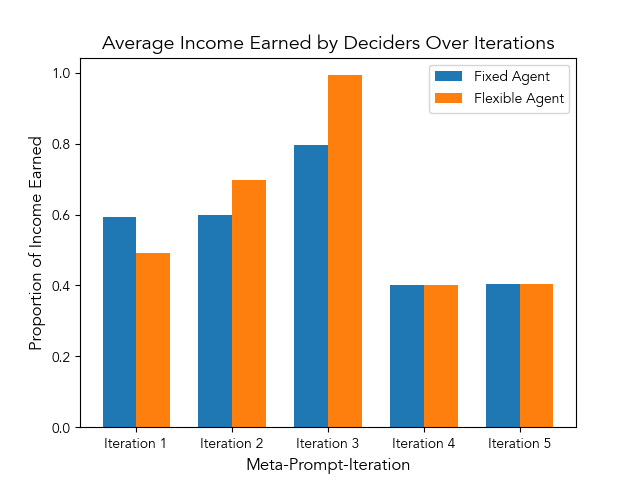 Average Income Earned by Deciders Over Iterations
Fixed Agent
Flexible Agent
Proportion of Income Earned
1.0
0.8
0.6
0.4
0.2
0.0
Iteration 1 Iteration 2 Iteration 3 Iteration 4 Iteration 5
Meta-Prompt-Iteration